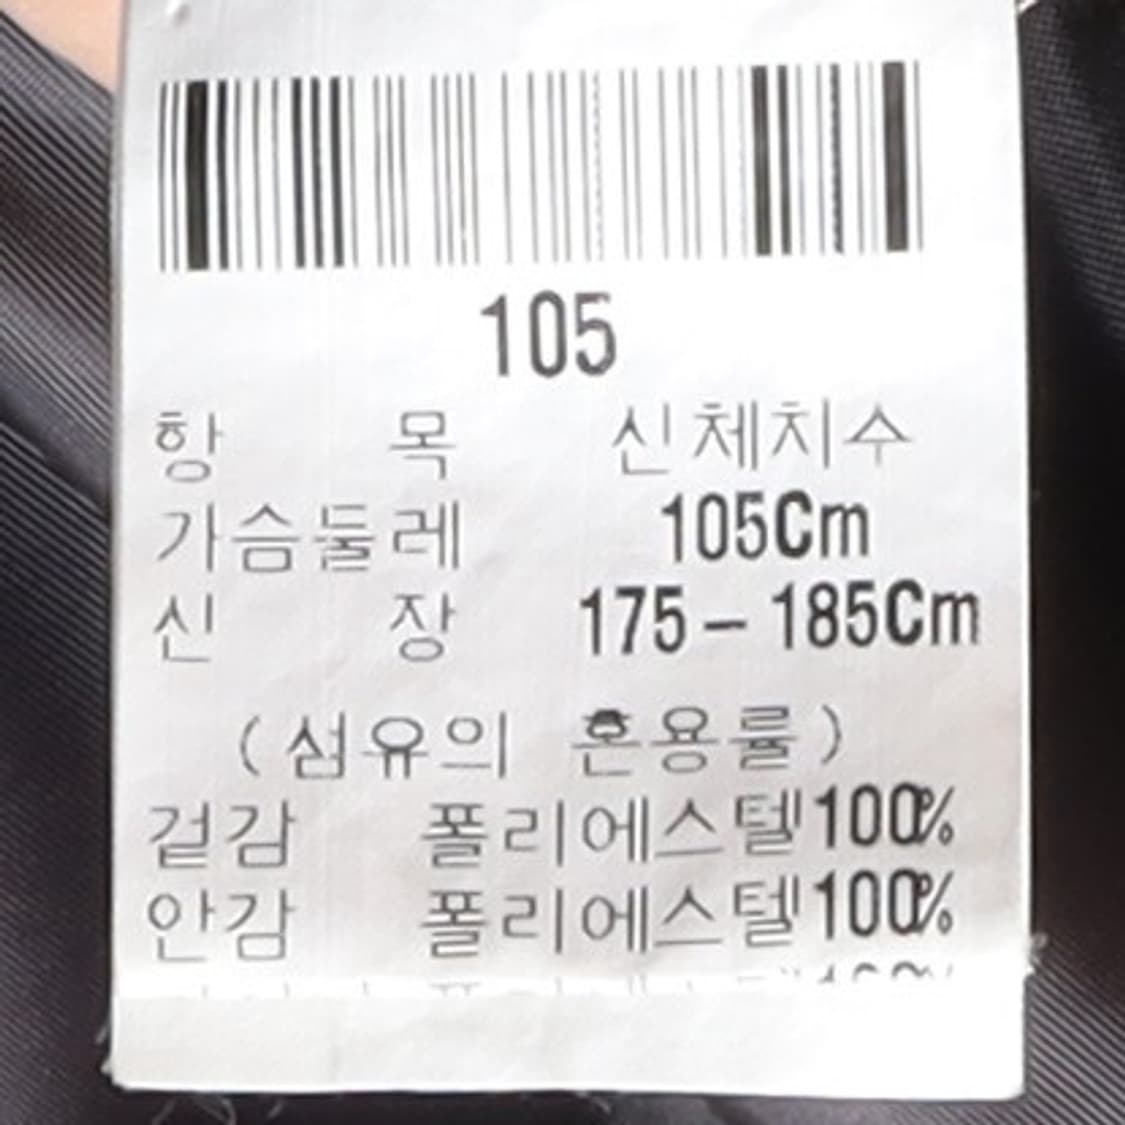 105
항 목 신체치수
가슴둘레 105Cm
신 장 175-185Cm
(섬유의 혼용률)
겉감 폴리에스텔100%
안감 폴리에스텔100%